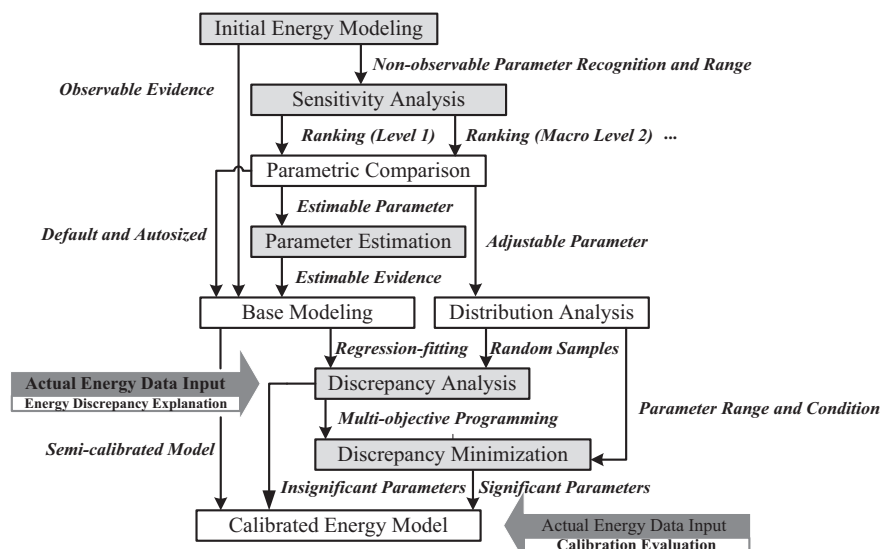 Initial Energy Modeling
Non-observable Parameter Recognition and Range
Observable Evidence
Sensitivity Analysis
Ranking (Level 1)
Ranking (Macro Level 2) ...
Parametric Comparison
Estimable Parameter
Default and Autosized
Parameter Estimation
Adjustable Parameter
Estimable Evidence
Base Modeling
Distribution Analysis
Regression-fitting
Random Samples
Actual Energy Data Input
Energy Discrepancy Explanation
Discrepancy Analysis
Multi-objective Programming
Parameter Range and Condition
Semi-calibrated Model
Discrepancy Minimization
Insignificant Parameters
Significant Parameters
Calibrated Energy Model
Actual Energy Data Input
Calibration Evaluation